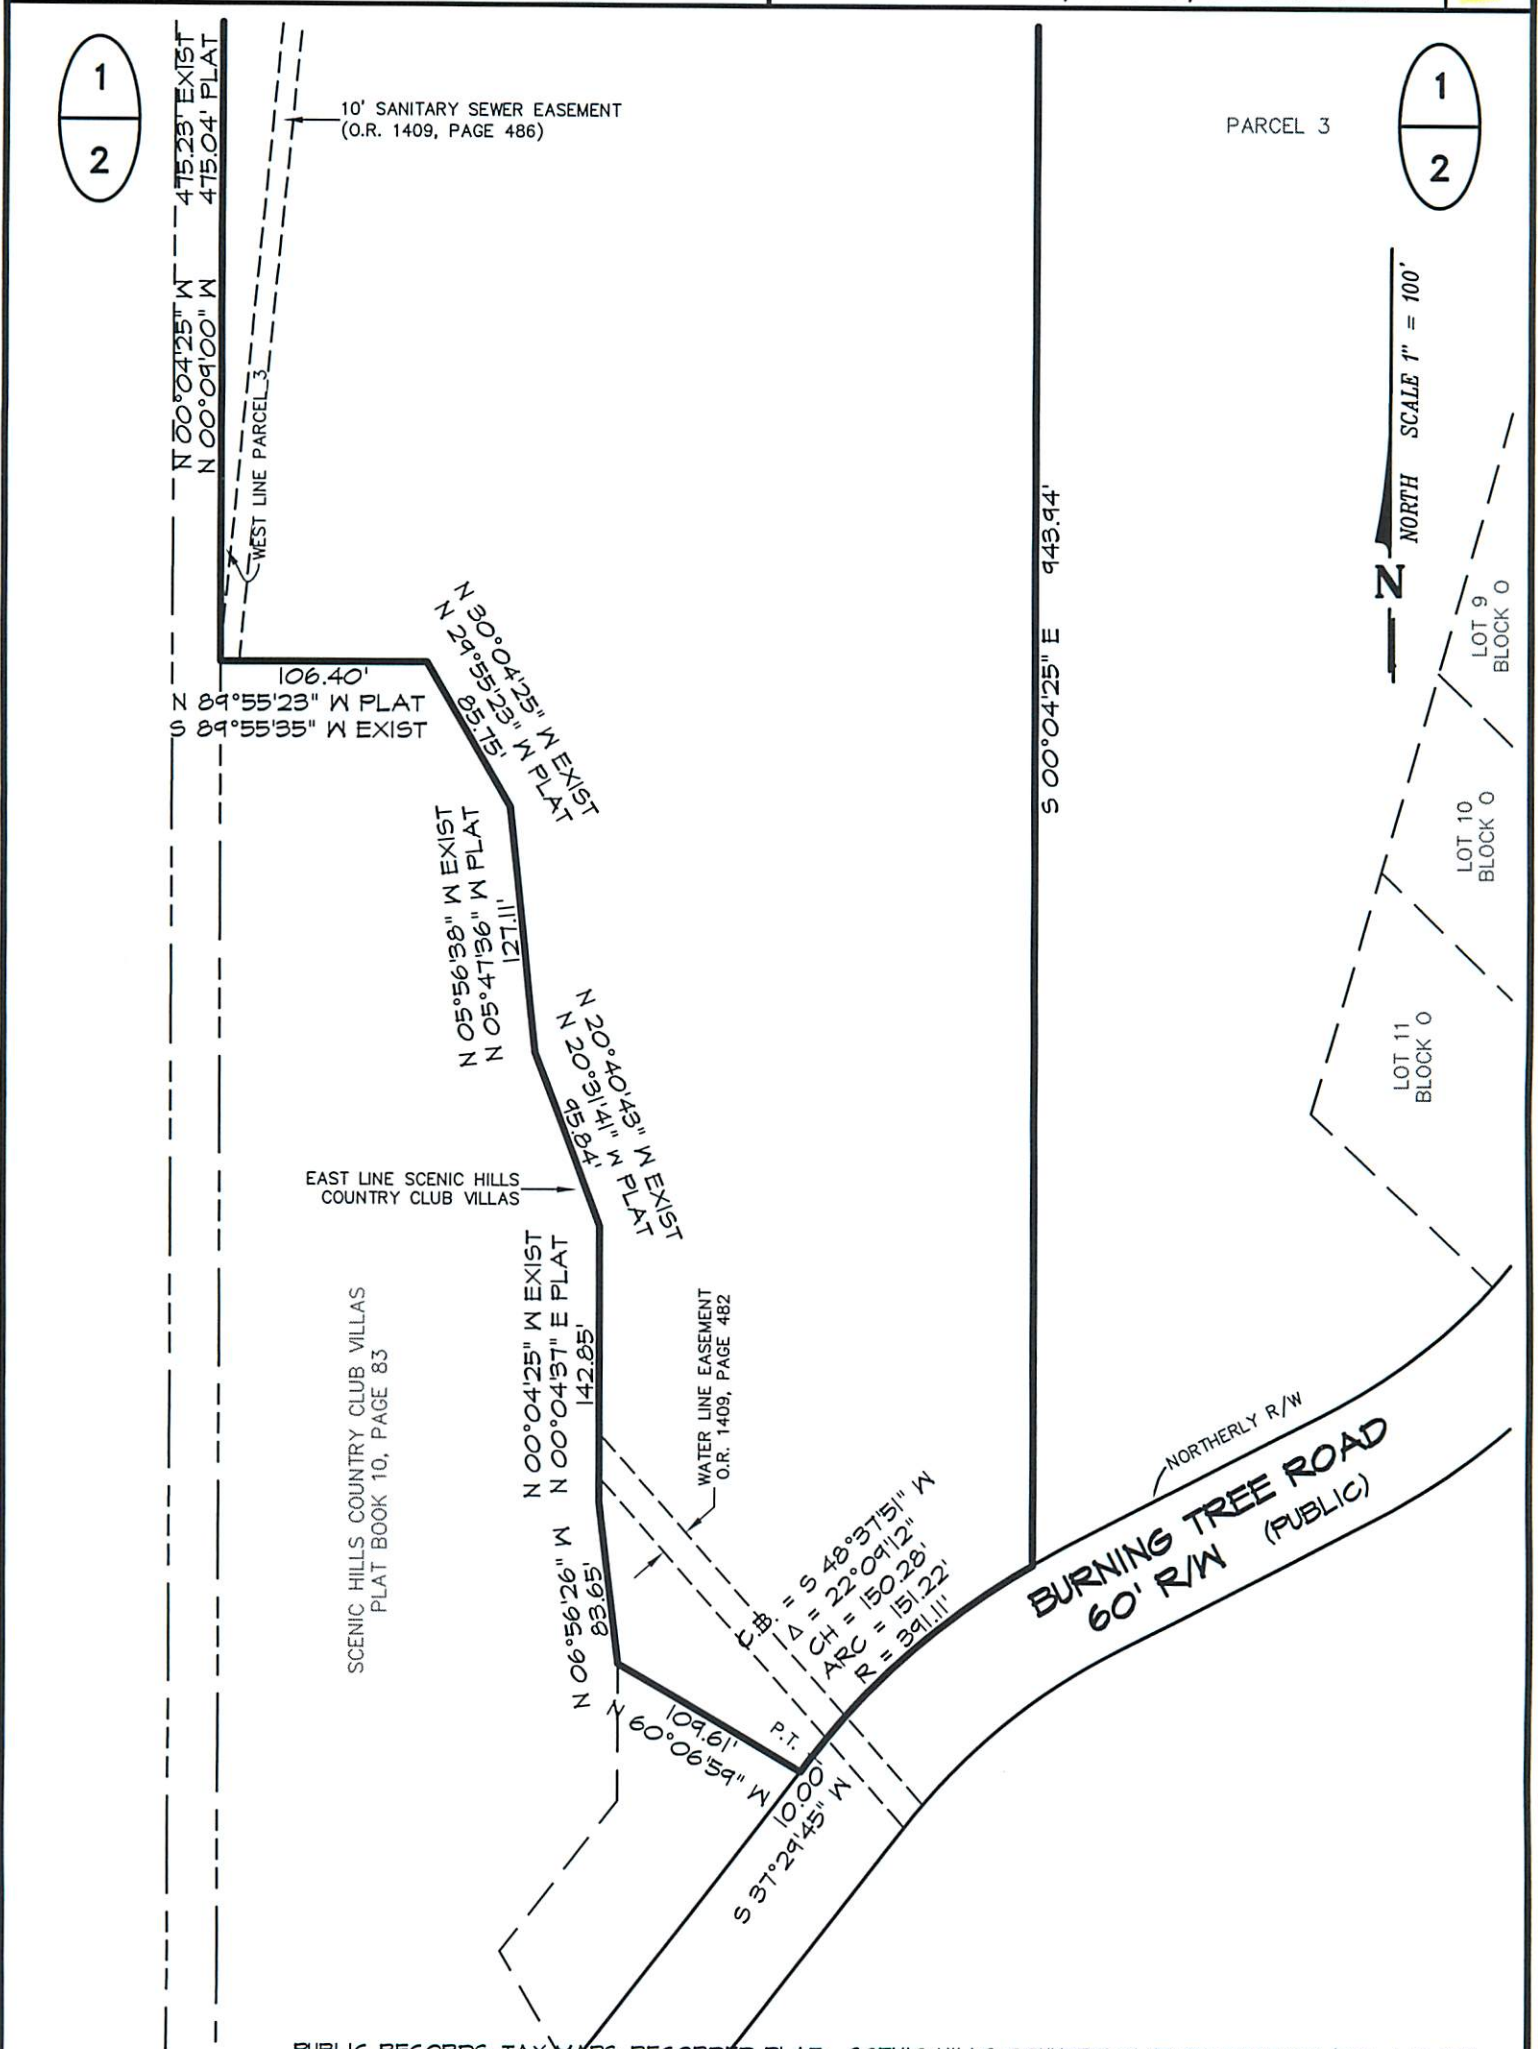 1
2
475.23' EXIST
475.04' PLAT
N 00°04'25" W
N 00°09'00" W
10' SANITARY SEWER EASEMENT
(O.R. 1409, PAGE 486)
WEST LINE PARCEL 3
PARCEL 3
1
2
NORTH SCALE 1" = 100'
N
106.40'
N 89°55'23" W PLAT
S 89°55'35" W EXIST
N 30°04'25" W EXIST
N 29°55'23" W PLAT
85.75'
S 00°04'25" E 943.94'
LOT 9
BLOCK O
LOT 10
BLOCK O
LOT 11
BLOCK O
N 05°56'38" W EXIST
N 05°47'36" W PLAT
127.11'
N 20°40'43" W EXIST
N 20°31'41" W PLAT
95.84'
EAST LINE SCENIC HILLS
COUNTRY CLUB VILLAS
N 00°04'25" W EXIST
N 00°04'37" E PLAT
142.85'
SCENIC HILLS COUNTRY CLUB VILLAS
PLAT BOOK 10, PAGE 83
WATER LINE EASEMENT
O.R. 1409, PAGE 482
N 06°56'26" W
83.65'
C.B. = S 48°37'51" W
Δ = 22°09'12"
CH = 150.28'
ARC = 151.22'
R = 391.11'
NORTHERLY R/W
BURNING TREE ROAD
60' R/W (PUBLIC)
109.61'
N 60°06'59" W
P.T.
10.00'
S 37°29'45" W